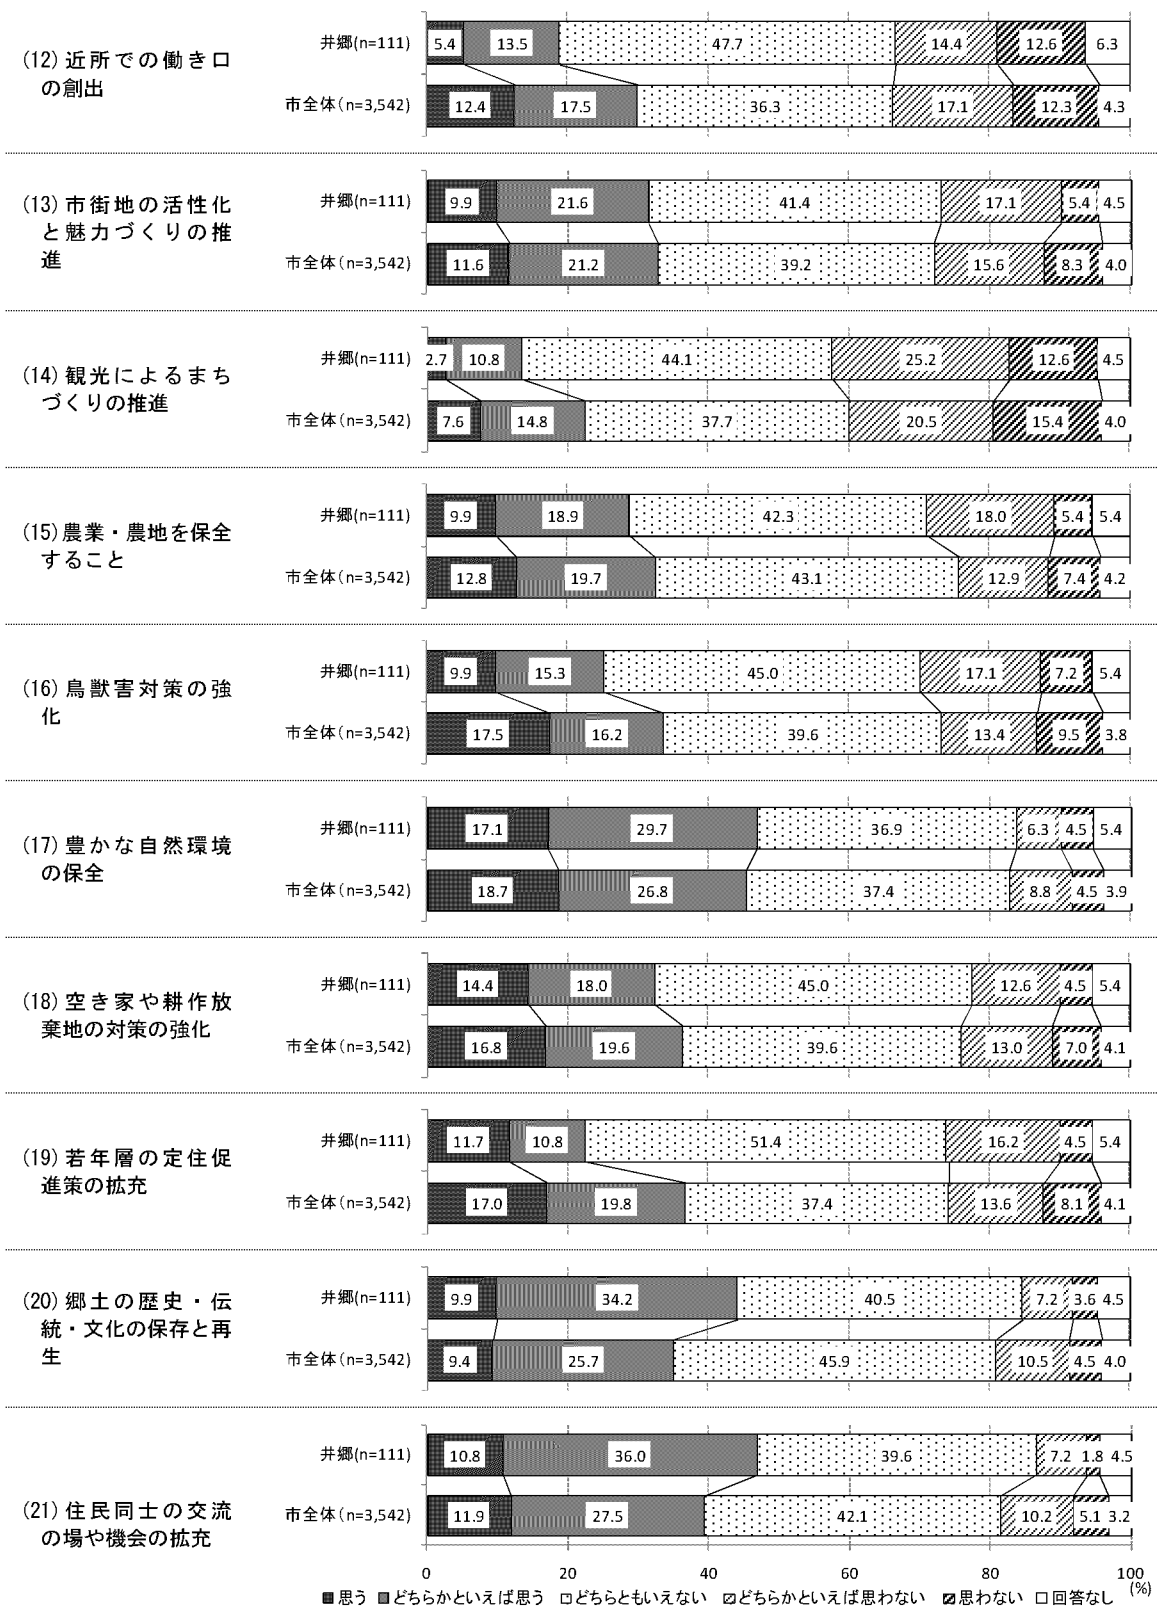 井郷(n=111) 5.4 13.5 47.7 14.4 12.6 6.3
(12)近所での働き口
の創出
市全体(n=3,542) 12.4 17.5 36.3 17.1 12.3 4.3
井郷(n=111) 9.9 21.6 41.4 17.1 5.4 4.5
(13)市街地の活性化
と魅力づくりの推
進
市全体(n=3,542) 11.6 21.2 39.2 15.6 8.3 4.0
井郷(n=111) 2.7 10.8 44.1 25.2 12.6 4.5
(14)観光によるまち
づくりの推進
市全体(n=3,542) 7.6 14.8 37.7 20.5 15.4 4.0
井郷(n=111) 9.9 18.9 42.3 18.0 5.4 5.4
(15)農業・農地を保全
すること
市全体(n=3,542) 12.8 19.7 43.1 12.9 7.4 4.2
井郷(n=111) 9.9 15.3 45.0 17.1 7.2 5.4
(16)鳥獣害対策の強
化
市全体(n=3,542) 17.5 16.2 39.6 13.4 9.5 3.8
井郷(n=111) 17.1 29.7 36.9 6.3 4.5 5.4
(17)豊かな自然環境
の保全
市全体(n=3,542) 18.7 26.8 37.4 8.8 4.5 3.9
井郷(n=111) 14.4 18.0 45.0 12.6 4.5 5.4
(18)空き家や耕作放
棄地の対策の強化
市全体(n=3,542) 16.8 19.6 39.6 13.0 7.0 4.1
井郷(n=111) 11.7 10.8 51.4 16.2 4.5 5.4
(19)若年層の定住促
進策の拡充
市全体(n=3,542) 17.0 19.8 37.4 13.6 8.1 4.1
井郷(n=111) 9.9 34.2 40.5 7.2 3.6 4.5
(20)郷土の歴史・伝
統・文化の保存と再
生
市全体(n=3,542) 9.4 25.7 45.9 10.5 4.5 4.0
井郷(n=111) 10.8 36.0 39.6 7.2 1.8 4.5
(21)住民同士の交流
の場や機会の拡充
市全体(n=3,542) 11.9 27.5 42.1 10.2 5.1 3.2
0 20 40 60 80 100
(%)
思う どちらかといえば思う どちらともいえない どちらかといえば思わない 思わない 回答なし